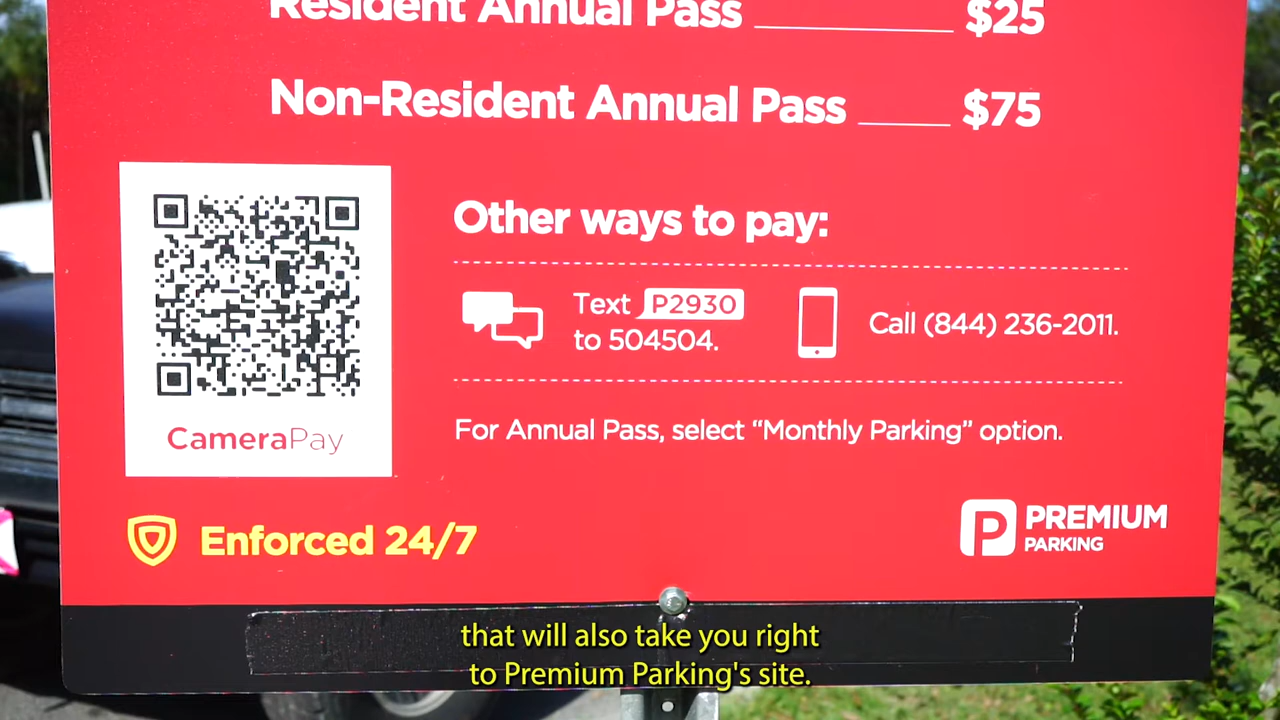 Resident Annual Pass $25
Non-Resident Annual Pass $75
Other ways to pay:
Text P2930
to 504504.
Call (844) 236-2011.
CameraPay
For Annual Pass, select “Monthly Parking” option.
Enforced 24/7
PREMIUM
PARKING
that will also take you right
to Premium Parking's site.